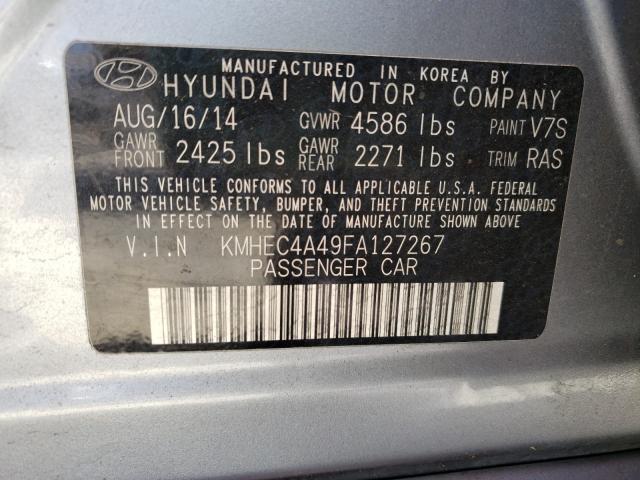 MANUFACTURED IN KOREA BY
HYUNDAI MOTOR COMPANY
AUG/16/14 GVWR 4586 lbs PAINT V7S
GAWR FRONT 2425 lbs GAWR REAR 2271 lbs TRIM RAS
THIS VEHICLE CONFORMS TO ALL APPLICABLE U.S.A. FEDERAL
MOTOR VEHICLE SAFETY, BUMPER, AND THEFT PREVENTION STANDARDS
IN EFFECT ON THE DATE OF MANUFACTURE SHOWN ABOVE
V.I.N KMHEC4A49FA127267
PASSENGER CAR